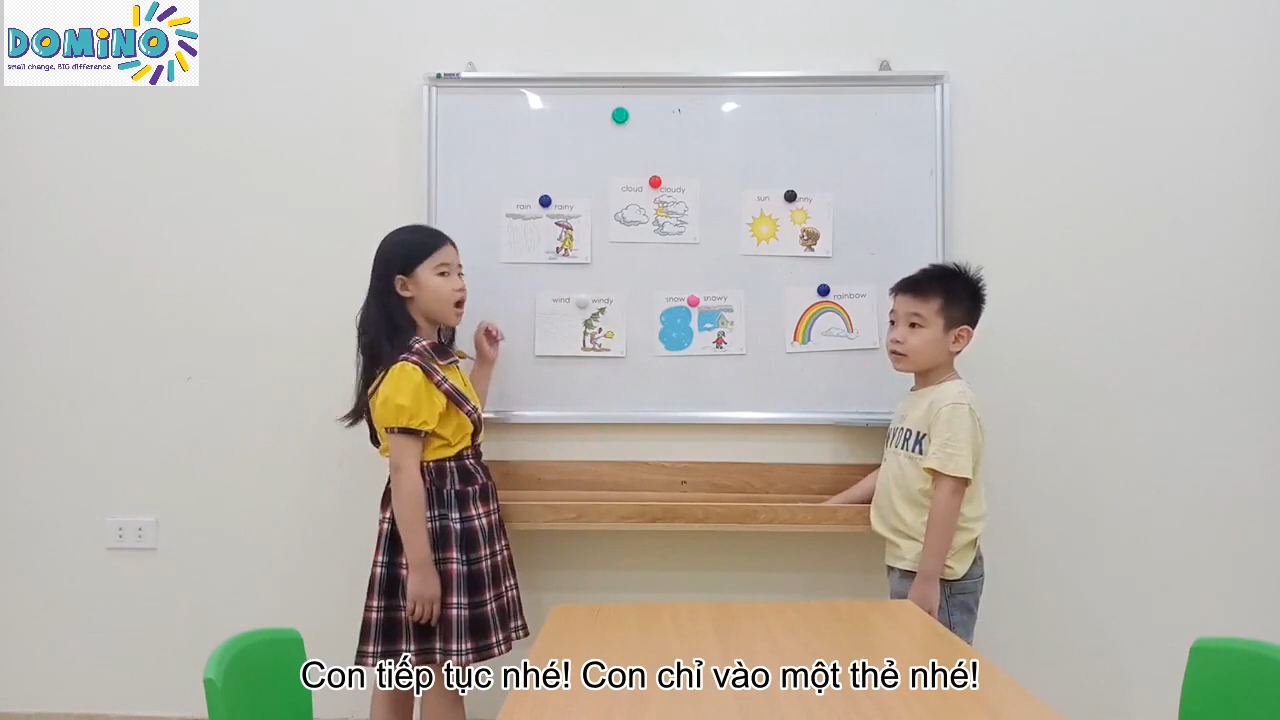 DOMINO
small change, BIG difference
cloud cloudy
rain rainy
sun
wind windy
snow snowy
rainbow
YORK
Con tiếp tục nhé! Con chỉ vào một thẻ nhé!